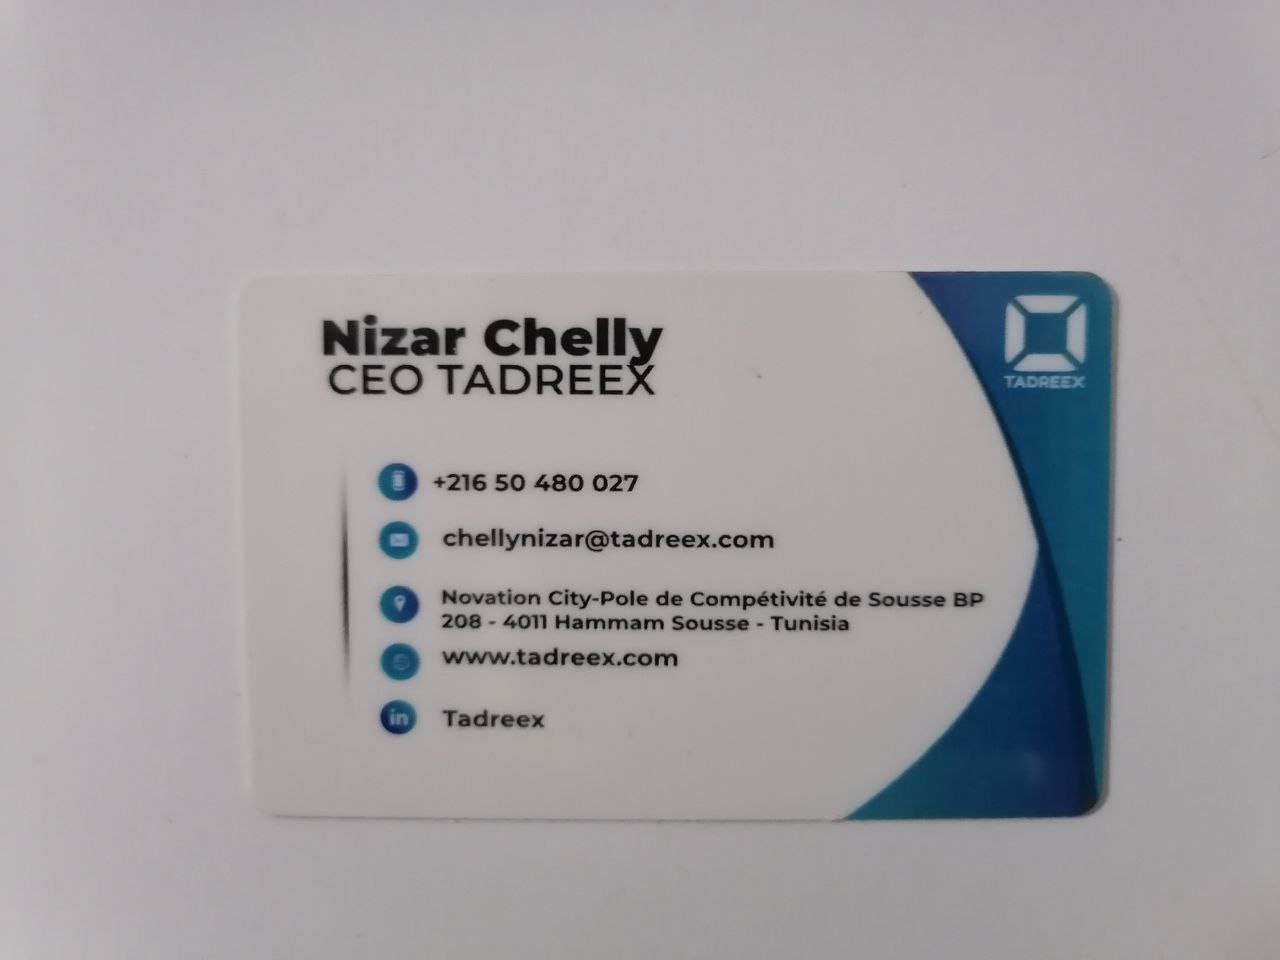 Nizar Chelly
CEO TADREEX
TADREEX
+216 50 480 027
chellynizar@tadreex.com
Novation City-Pole de Compétivité de Sousse BP
208 - 4011 Hammam Sousse - Tunisia
www.tadreex.com
in
Tadreex